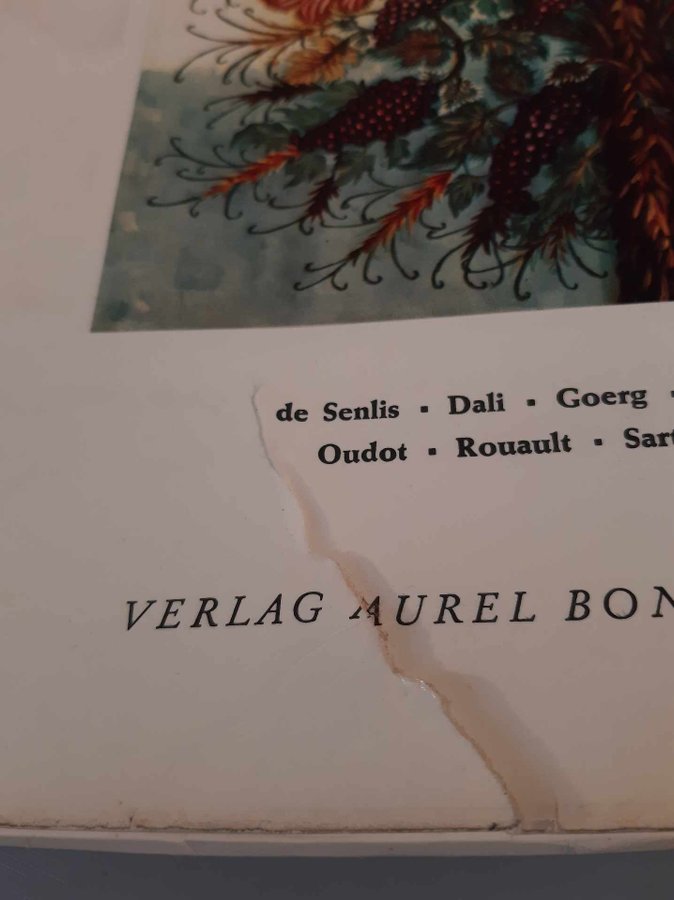 de Senlis ▪ Dali ▪ Goerg ▪
Oudot ▪ Rouault ▪ Sart
VERLAG AUREL BON